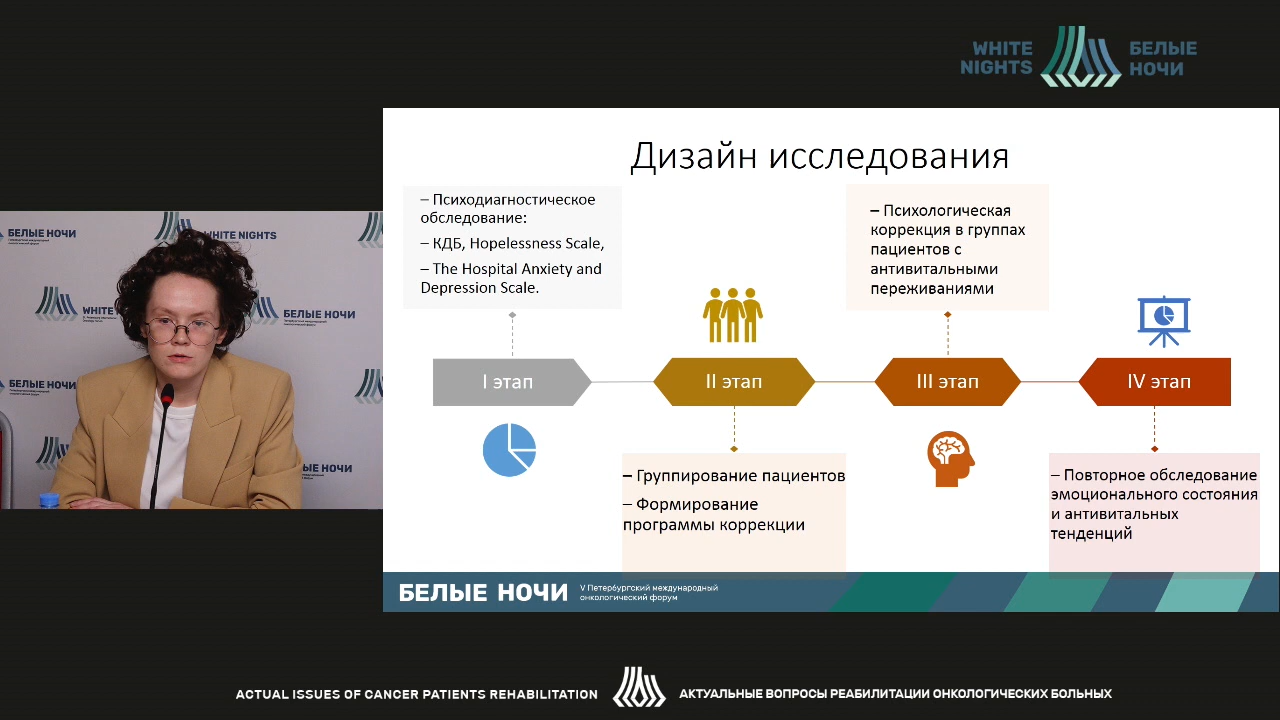 WHITE
NIGHTS
БЕЛЫЕ
НОЧИ
Дизайн исследования
– Психодиагностическое
обследование:
– КДБ, Hopelessness Scale,
– The Hospital Anxiety and
Depression Scale.
– Психологическая
коррекция в группах
пациентов с
антивитальными
переживаниями
I этап
II этап
III этап
IV этап
– Группирование пациентов
– Формирование
программы коррекции
– Повторное обследование
эмоционального состояния
и антивитальных
тенденций
БЕЛЫЕ НОЧИ
V Петербургский международный
онкологический форум
БЕЛЫЕ НОЧИ
WHITE NIGHTS
WHITE
БЕЛЫЕ НОЧИ
БЕЛЫЕ НОЧИ
ЫЕ НОЧИ
ACTUAL ISSUES OF CANCER PATIENTS REHABILITATION
АКТУАЛЬНЫЕ ВОПРОСЫ РЕАБИЛИТАЦИИ ОНКОЛОГИЧЕСКИХ БОЛЬНЫХ